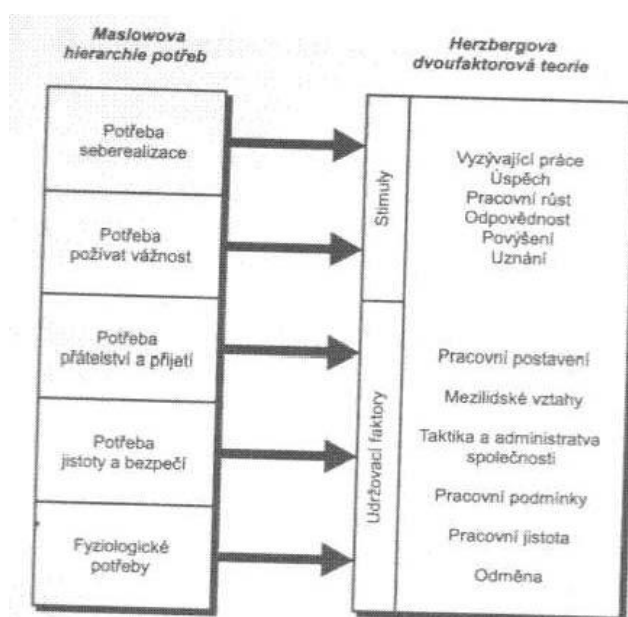 Maslowova
hierarchie potřeb
Herzbergova
dvoufaktorová teorie
Potřeba
seberealizace
Potřeba
požívat vážnost
Potřeba
přátelství a přijetí
Potřeba
jistoty a bezpečí
Fyziologické
potřeby
Stimuly
Vyzývající práce
Úspěch
Pracovní růst
Odpovědnost
Povýšení
Uznání
Udržovací faktory
Pracovní postavení
Mezilidské vztahy
Taktika a administratva
společnosti
Pracovní podmínky
Pracovní jistota
Odměna